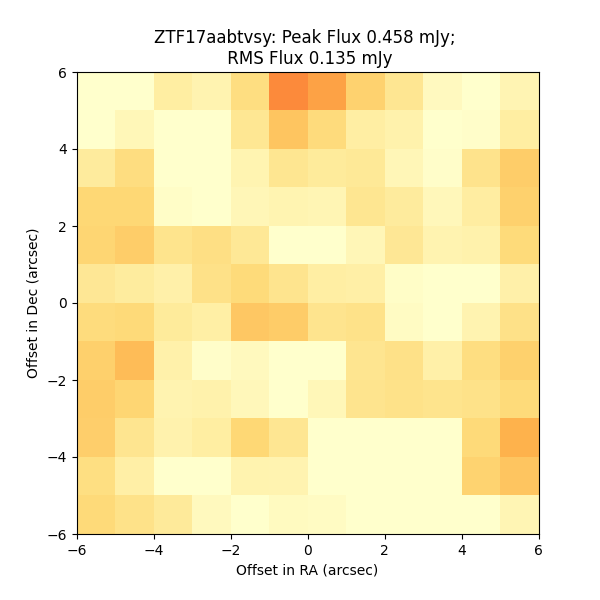 ZTF17aabtvsy: Peak Flux 0.458 mJy;
RMS Flux 0.135 mJy
6
4
2
0
−2
−4
−6
Offset in Dec (arcsec)
−6 −4 −2 0 2 4 6
Offset in RA (arcsec)